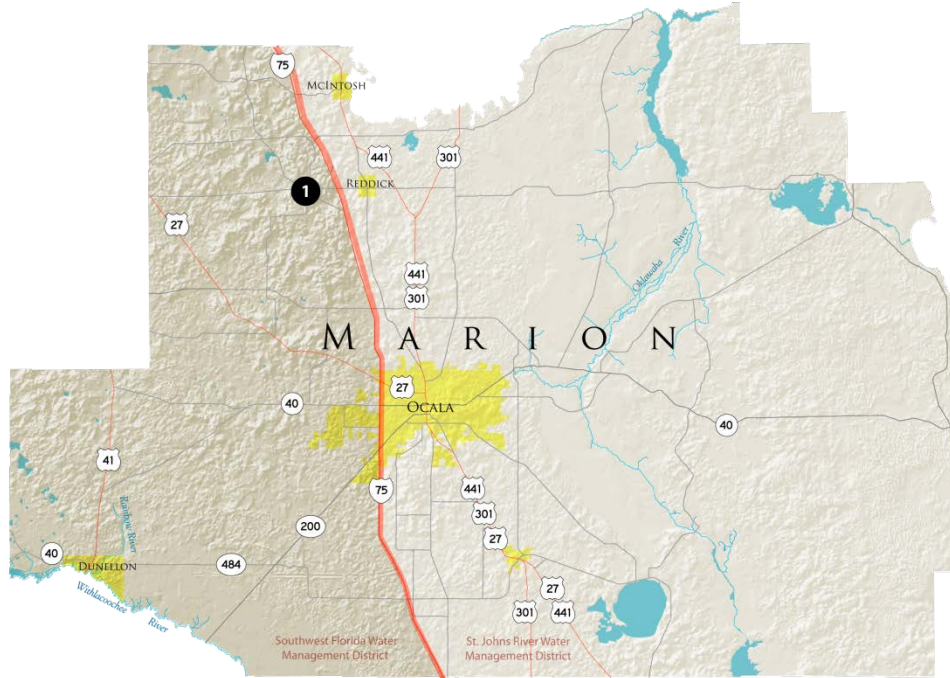 75
McIntosh
441
301
1
Reddick
27
441
301
Oklawaha River
MARION
27
40
Ocala
40
41
75
441
301
200
27
Rainbow River
40
Dunellon
484
27
301
441
Withlacoochee River
Southwest Florida Water
Management District
St. Johns River Water
Management District